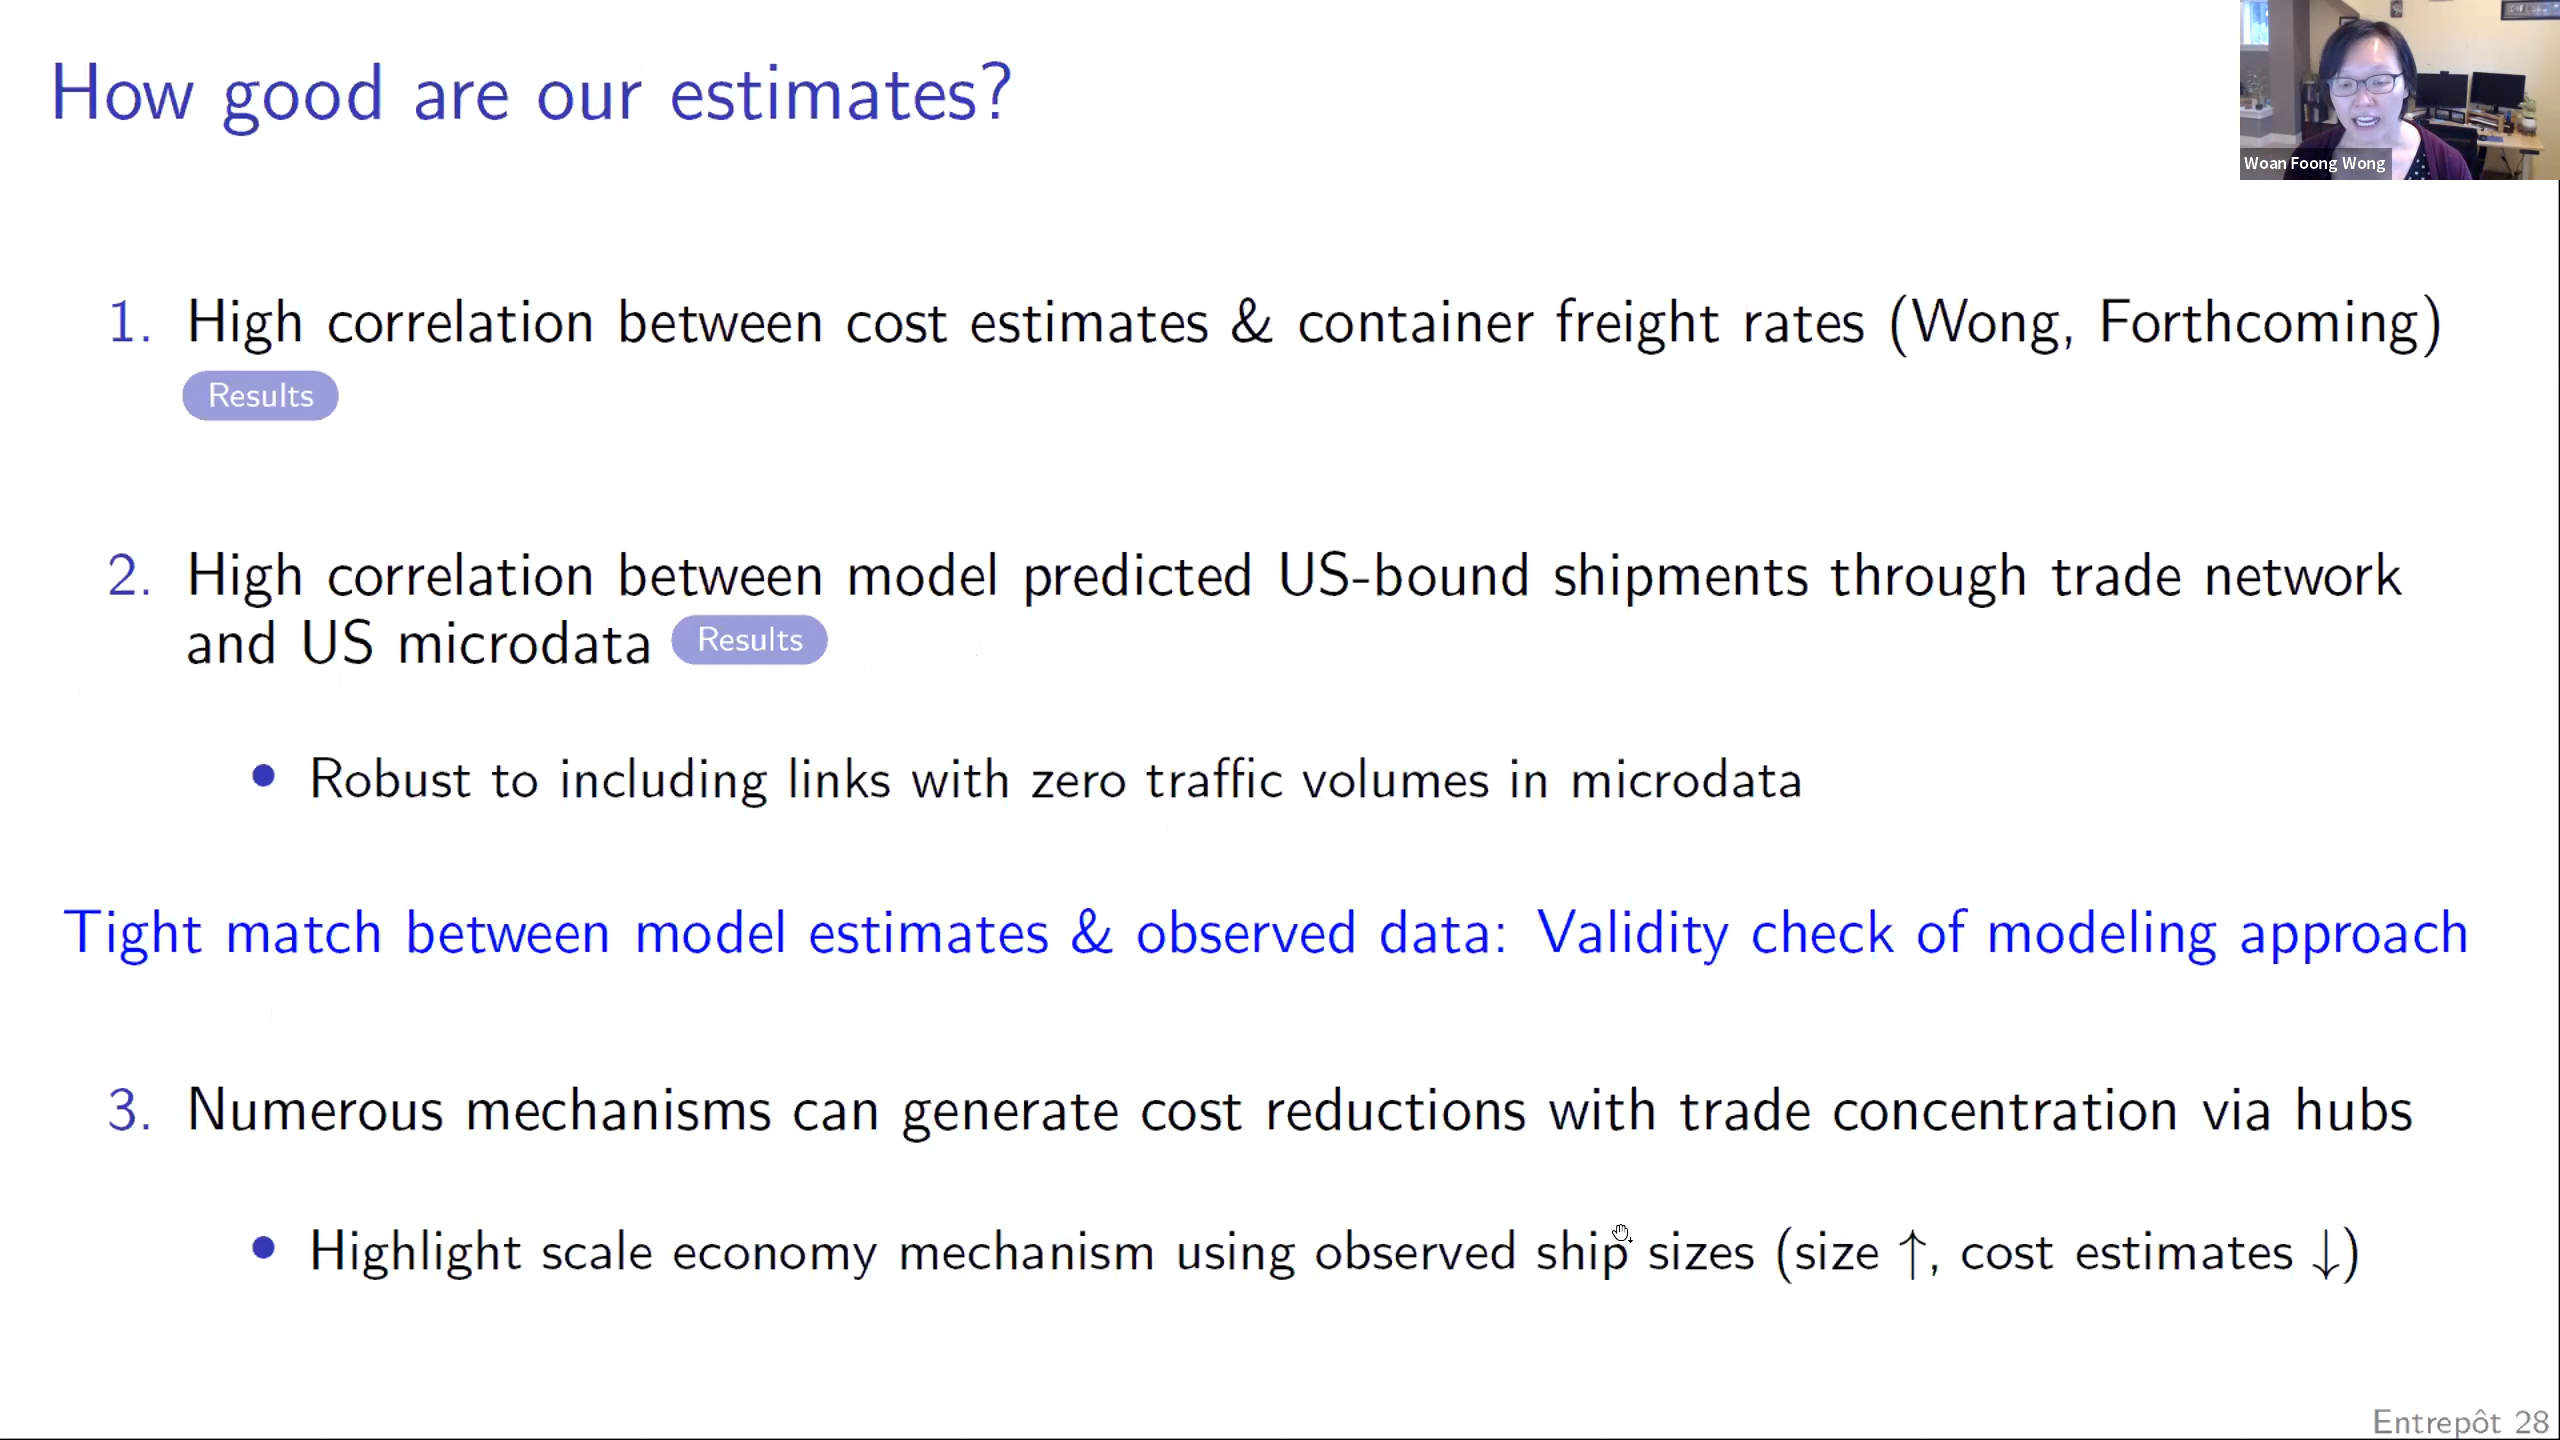 How good are our estimates?
Woan Foong Wong
1. High correlation between cost estimates & container freight rates (Wong, Forthcoming)
Results
2. High correlation between model predicted US-bound shipments through trade network
and US microdata Results
• Robust to including links with zero traffic volumes in microdata
Tight match between model estimates & observed data: Validity check of modeling approach
3. Numerous mechanisms can generate cost reductions with trade concentration via hubs
• Highlight scale economy mechanism using observed ship sizes (size ↑, cost estimates ↓)
Entrepôt 28